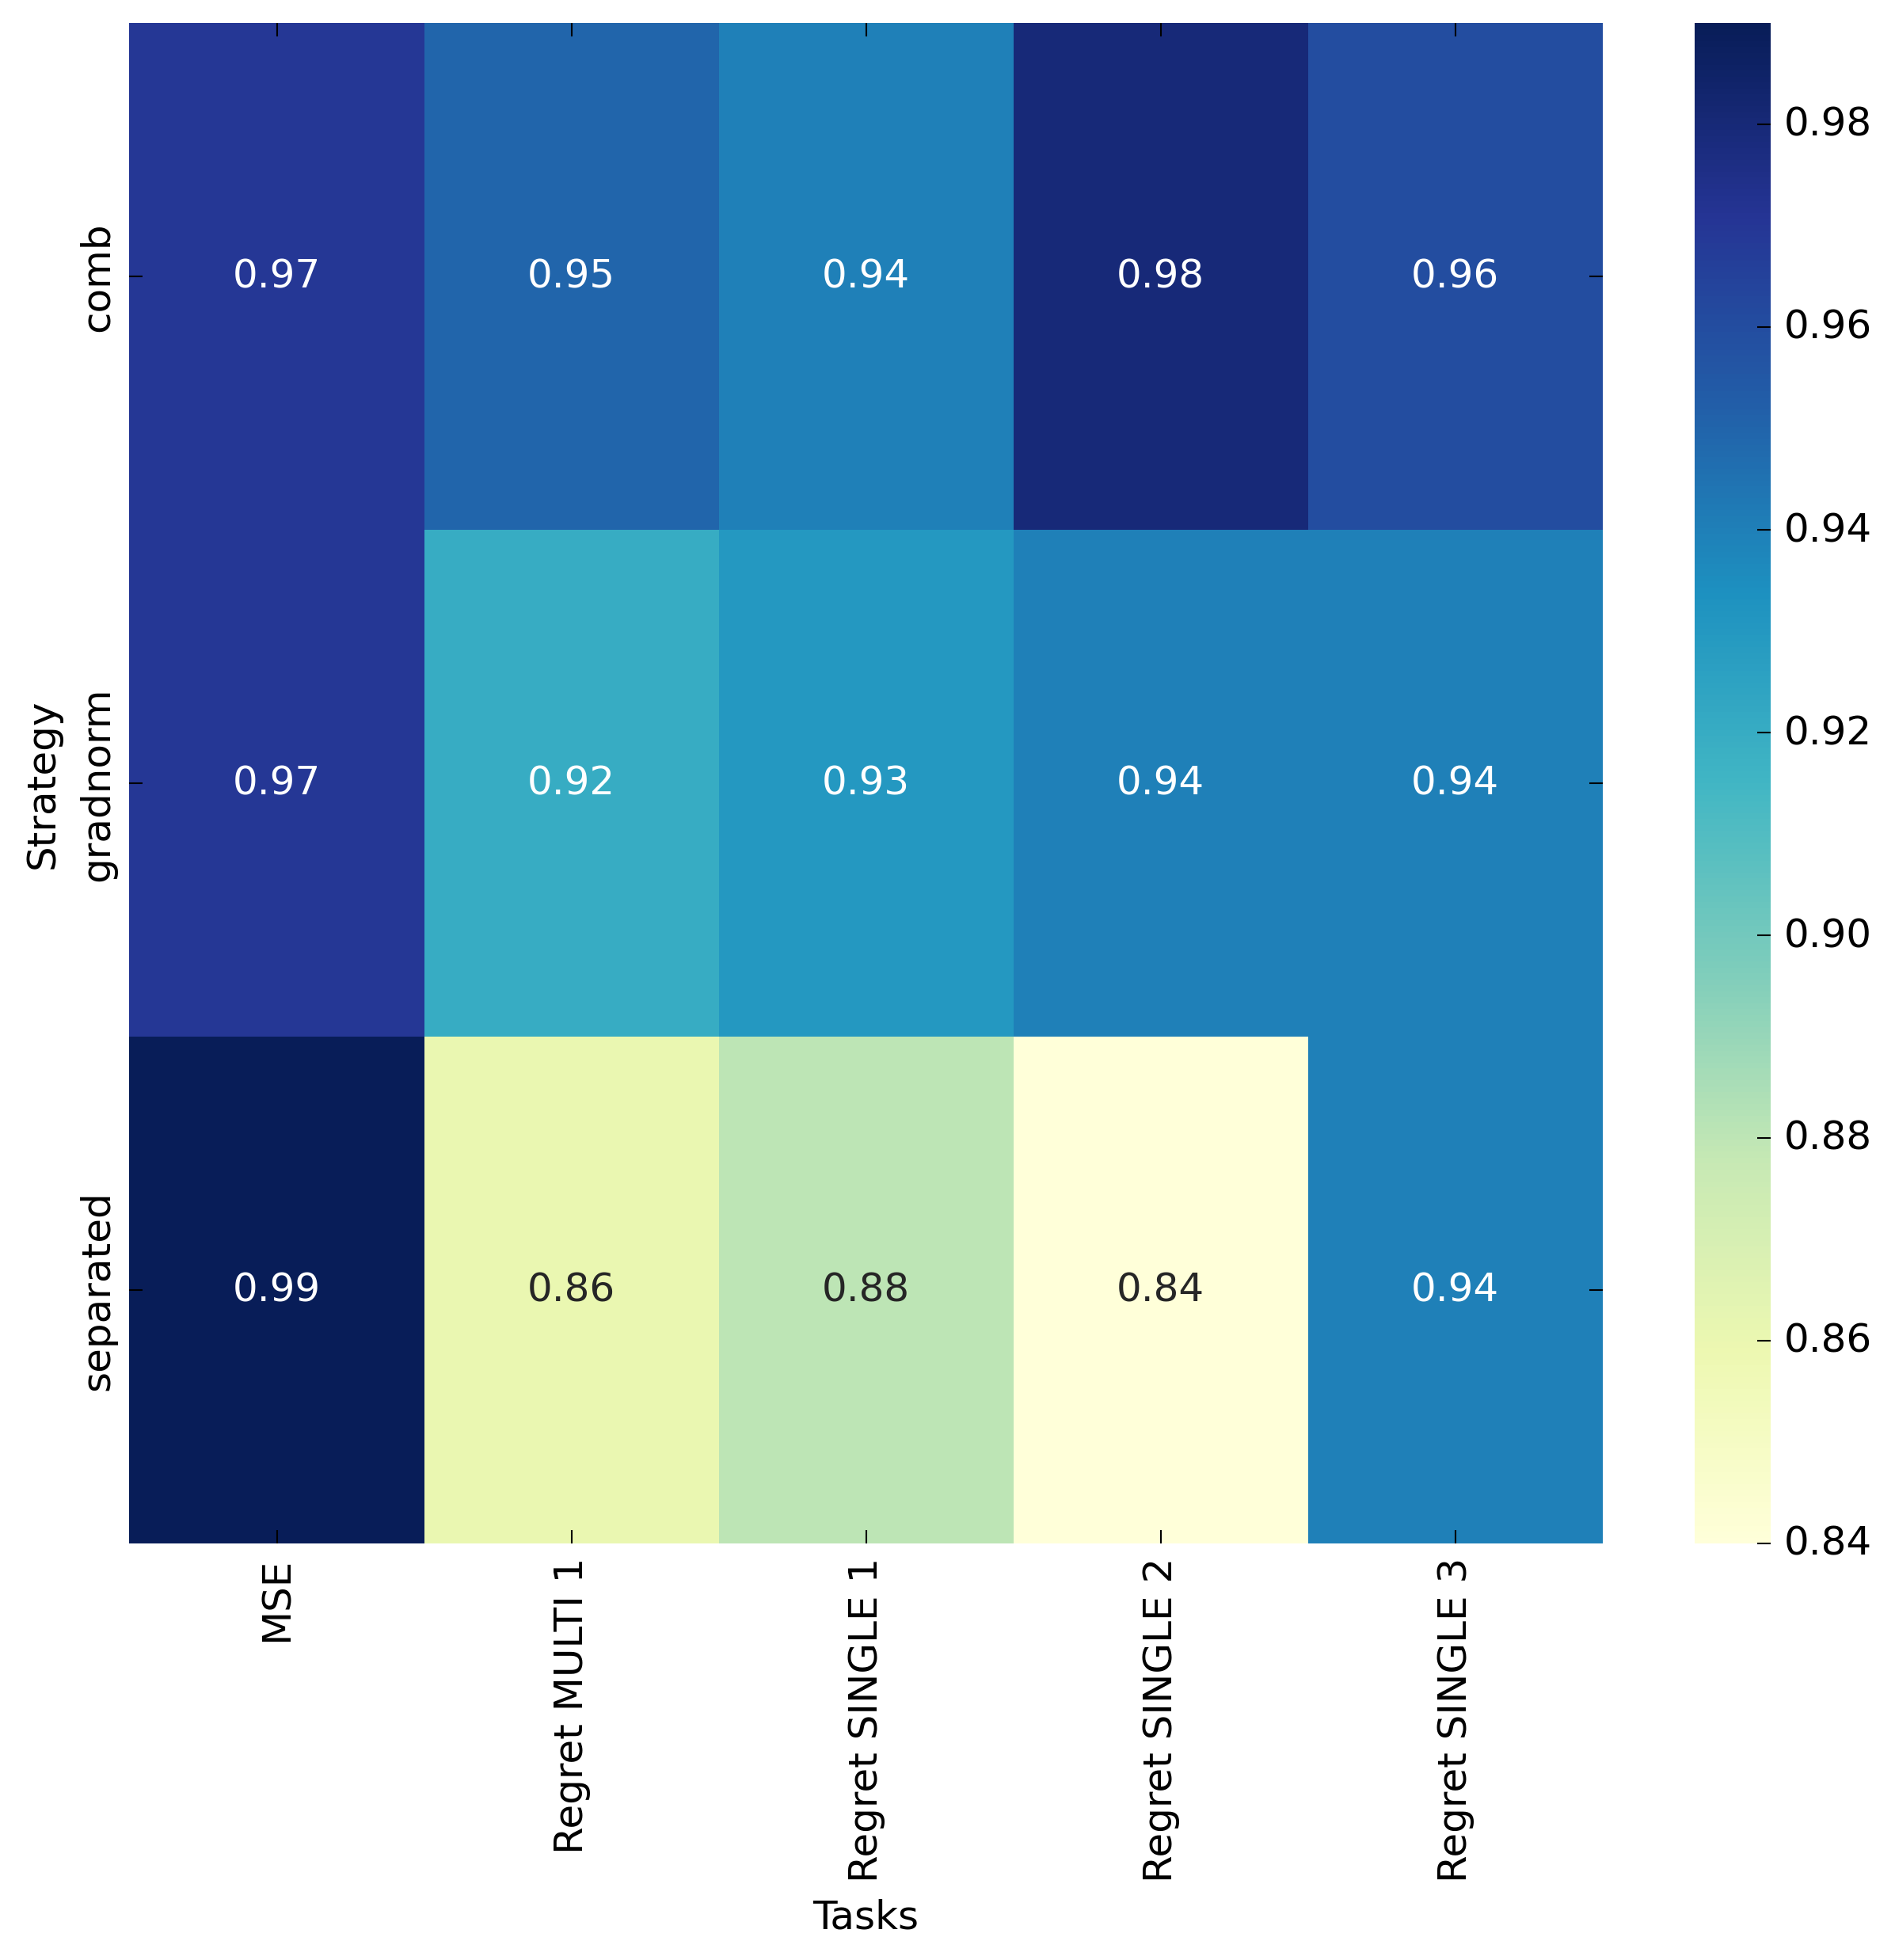 Strategy
comb
0.97 0.95 0.94 0.98 0.96
gradnorm
0.97 0.92 0.93 0.94 0.94
separated
0.99 0.86 0.88 0.84 0.94
MSE
Regret MULTI 1
Regret SINGLE 1
Regret SINGLE 2
Regret SINGLE 3
Tasks
0.98
0.96
0.94
0.92
0.90
0.88
0.86
0.84